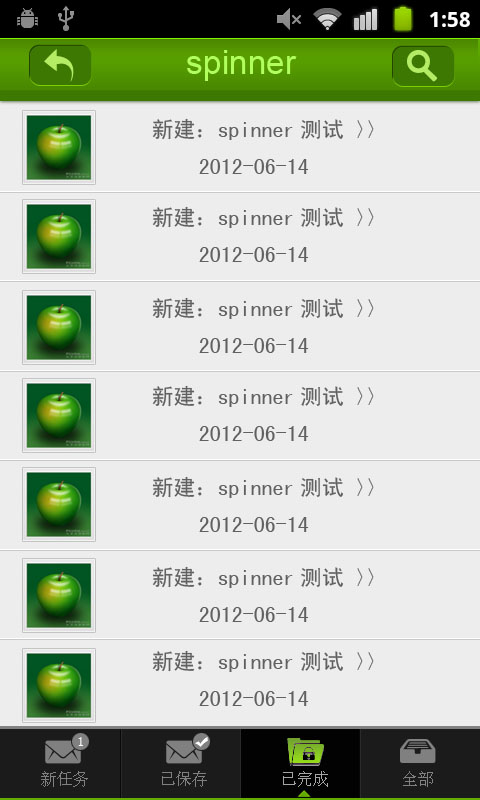 1:58
spinner
新建：spinner 测试 〉〉
2012-06-14
新建：spinner 测试 〉〉
2012-06-14
新建：spinner 测试 〉〉
2012-06-14
新建：spinner 测试 〉〉
2012-06-14
新建：spinner 测试 〉〉
2012-06-14
新建：spinner 测试 〉〉
2012-06-14
新建：spinner 测试 〉〉
2012-06-14
1
新任务 已保存 已完成 全部